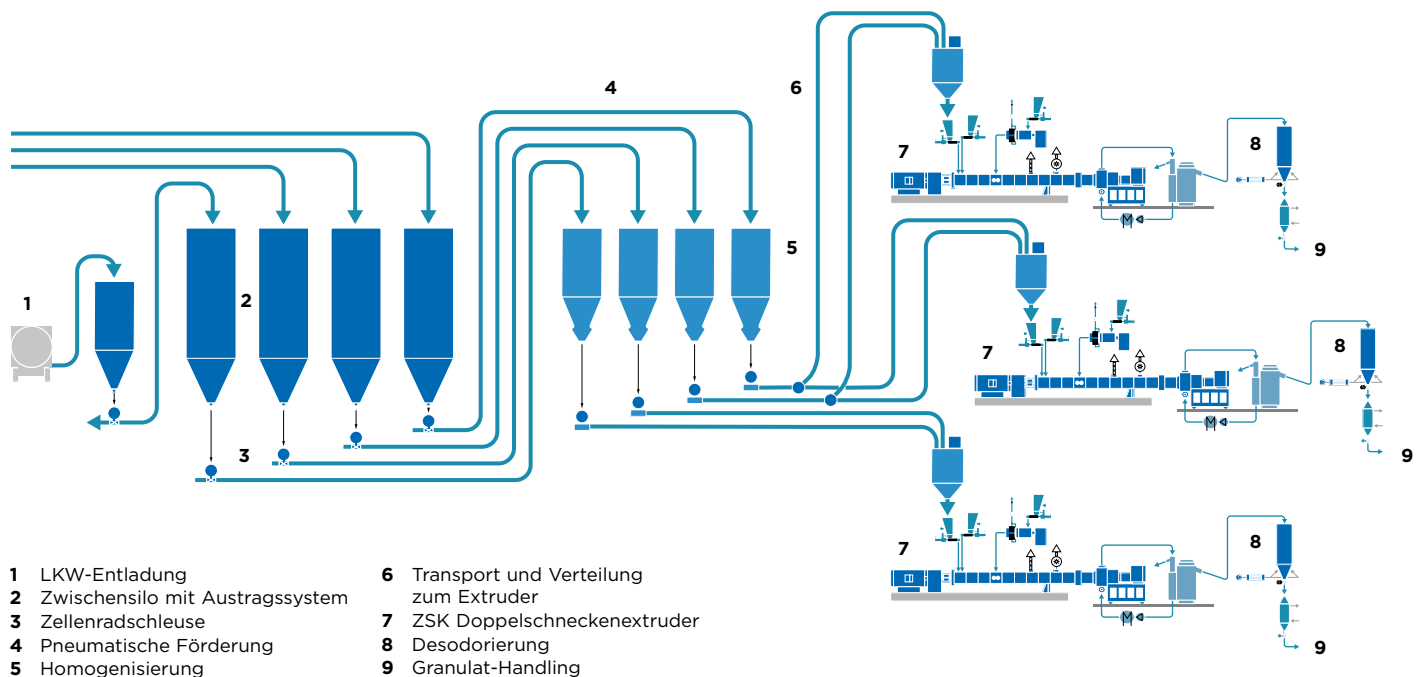 4
6
7
8
9
1
2
5
3
7
8
9
7
8
9
M
M
M
1 LKW-Entladung
2 Zwischensilo mit Austragssystem
3 Zellenradschleuse
4 Pneumatische Förderung
5 Homogenisierung
6 Transport und Verteilung
zum Extruder
7 ZSK Doppelschneckenextruder
8 Desodorierung
9 Granulat-Handling